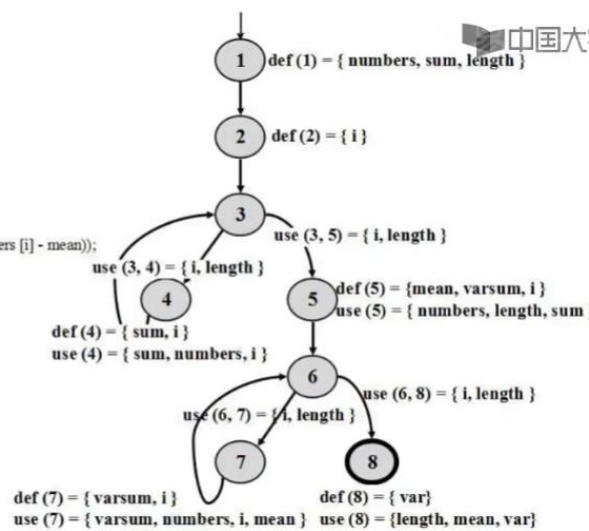 中国大
1
def (1) = { numbers, sum, length }
2
def (2) = { i }
3
ers [i] - mean));
use (3, 5) = { i, length }
use (3, 4) = { i, length }
4
5
def (5) = {mean, varsum, i }
use (5) = { numbers, length, sum
def (4) = { sum, i }
use (4) = { sum, numbers, i }
6
use (6, 8) = { i, length }
use (6, 7) = { i, length }
7
8
def (7) = { varsum, i }
use (7) = { varsum, numbers, i, mean }
def (8) = { var}
use (8) = {length, mean, var}